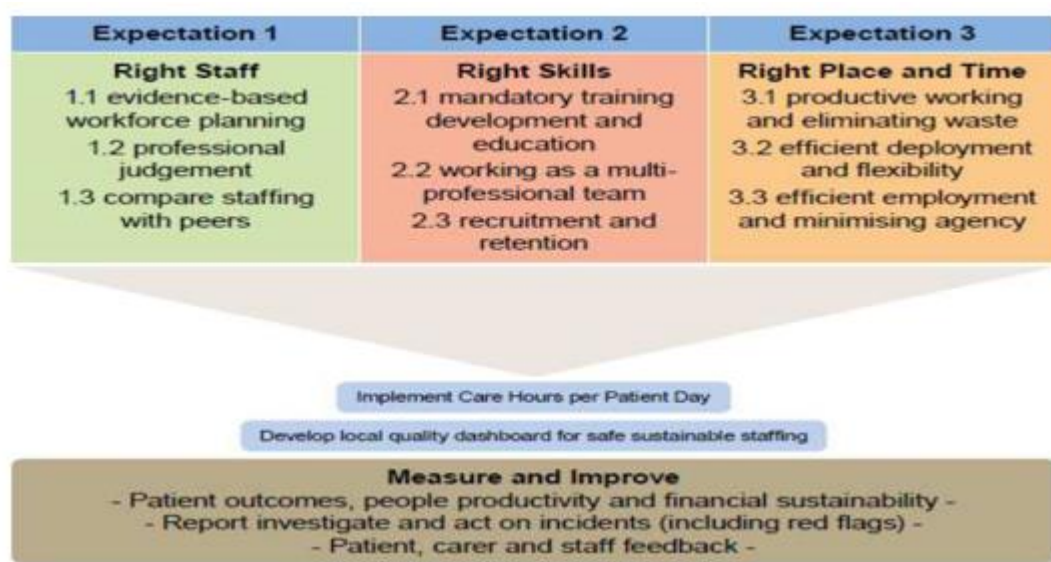 Expectation 1
Expectation 2
Expectation 3
Right Staff
1.1 evidence-based
workforce planning
1.2 professional
judgement
1.3 compare staffing
with peers
Right Skills
2.1 mandatory training
development and
education
2.2 working as a multi-
professional team
2.3 recruitment and
retention
Right Place and Time
3.1 productive working
and eliminating waste
3.2 efficient deployment
and flexibility
3.3 efficient employment
and minimising agency
Implement Care Hours per Patient Day
Develop local quality dashboard for safe sustainable staffing
Measure and Improve
- Patient outcomes, people productivity and financial sustainability -
- Report investigate and act on incidents (including red flags) -
- Patient, carer and staff feedback -